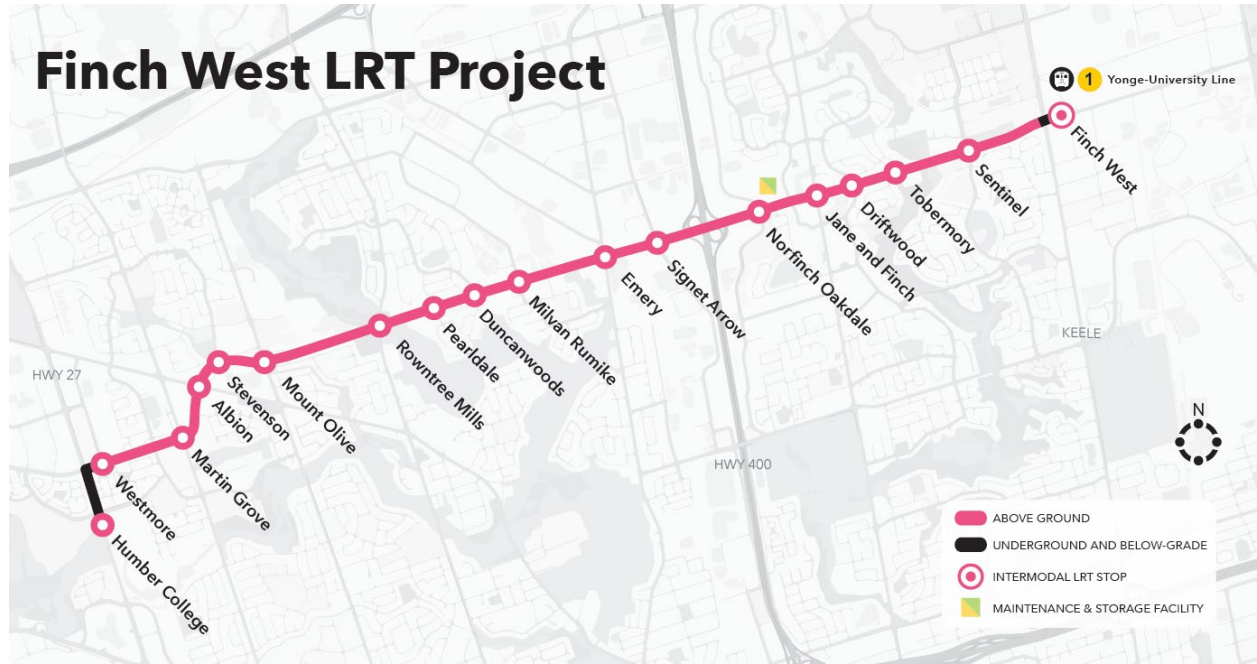 Finch West LRT Project
1 Yonge-University Line
Finch West
Sentinel
Tobermory
Driftwood
Jane and Finch
Norfinch Oakdale
Signet Arrow
Emery
Milvan Rumike
Duncanwoods
Pearldale
Rowntree Mills
Mount Olive
Stevenson
Albion
Martin Grove
Westmore
Humber College
HWY 27
HWY 400
KEELE
N
ABOVE GROUND
UNDERGROUND AND BELOW-GRADE
INTERMODAL LRT STOP
MAINTENANCE & STORAGE FACILITY